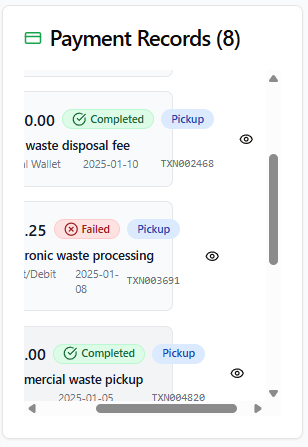 Payment Records (8)
0.00 Completed Pickup
waste disposal fee
al Wallet 2025-01-10 TXN002468
.25 Failed Pickup
ronic waste processing
t/Debit 2025-01-08 TXN003691
.00 Completed Pickup
mercial waste pickup
2025-01-05 TXN004820